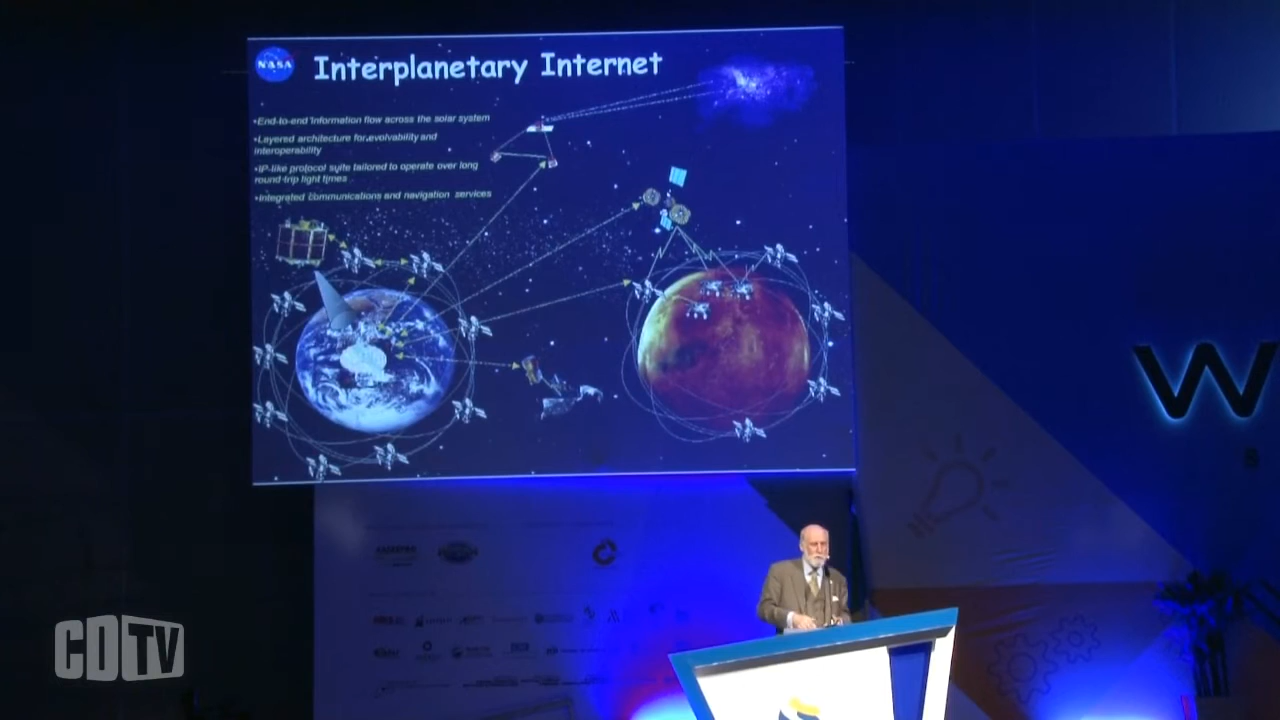 NASA
Interplanetary Internet
•End-to-end information flow across the solar system
•Layered architecture for evolvability and
interoperability
•IP-like protocol suite tailored to operate over long
round-trip light times
•Integrated communications and navigation services
W
CDTV